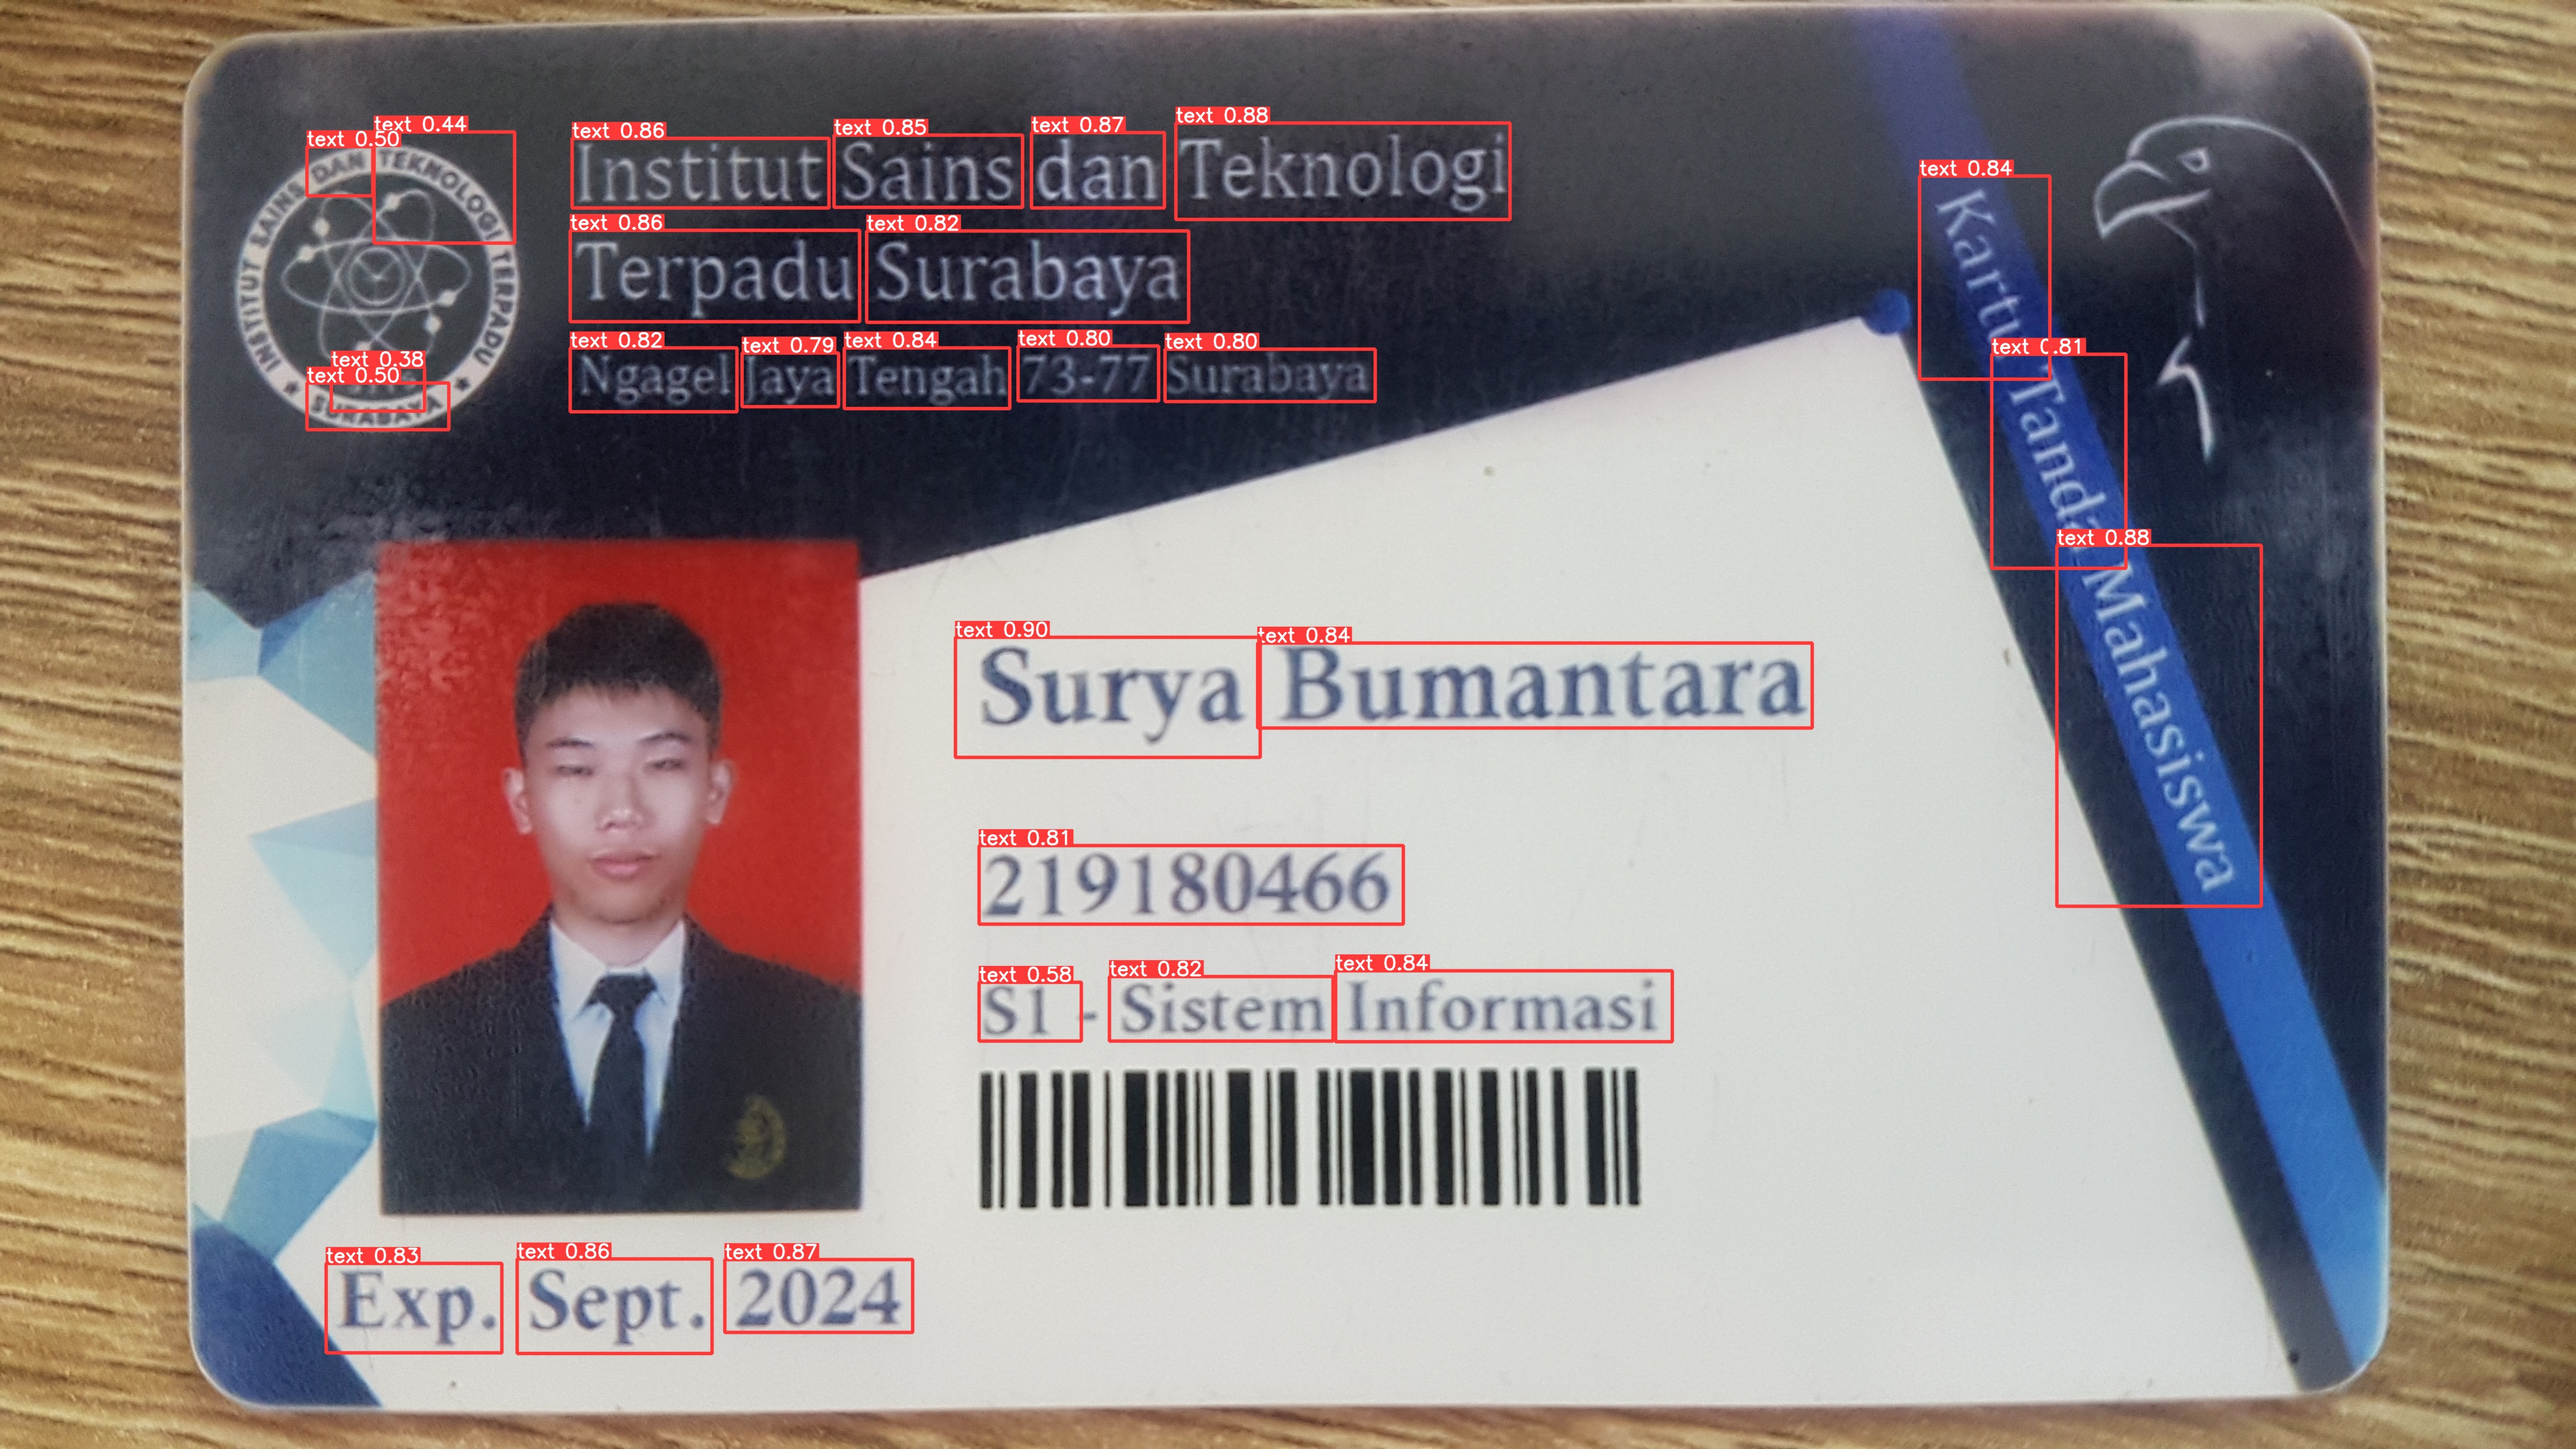 text 0.44
text 0.50
INSTITUT SAINS DAN TEKNOLOGI TERPADU
text 0.38
text 0.50
★ SURABAYA ★
text 0.86 text 0.85 text 0.87 text 0.88
Institut Sains dan Teknologi
text 0.86 text 0.82
Terpadu Surabaya
text 0.82 text 0.79 text 0.84 text 0.80 text 0.80
Ngagel Jaya Tengah 73-77 Surabaya
text 0.84 text 0.81 text 0.88
Kartu Tanda Mahasiswa
text 0.90 text 0.84
Surya Bumantara
text 0.81
219180466
text 0.58 text 0.82 text 0.84
S1 - Sistem Informasi
text 0.83 text 0.86 text 0.87
Exp. Sept. 2024